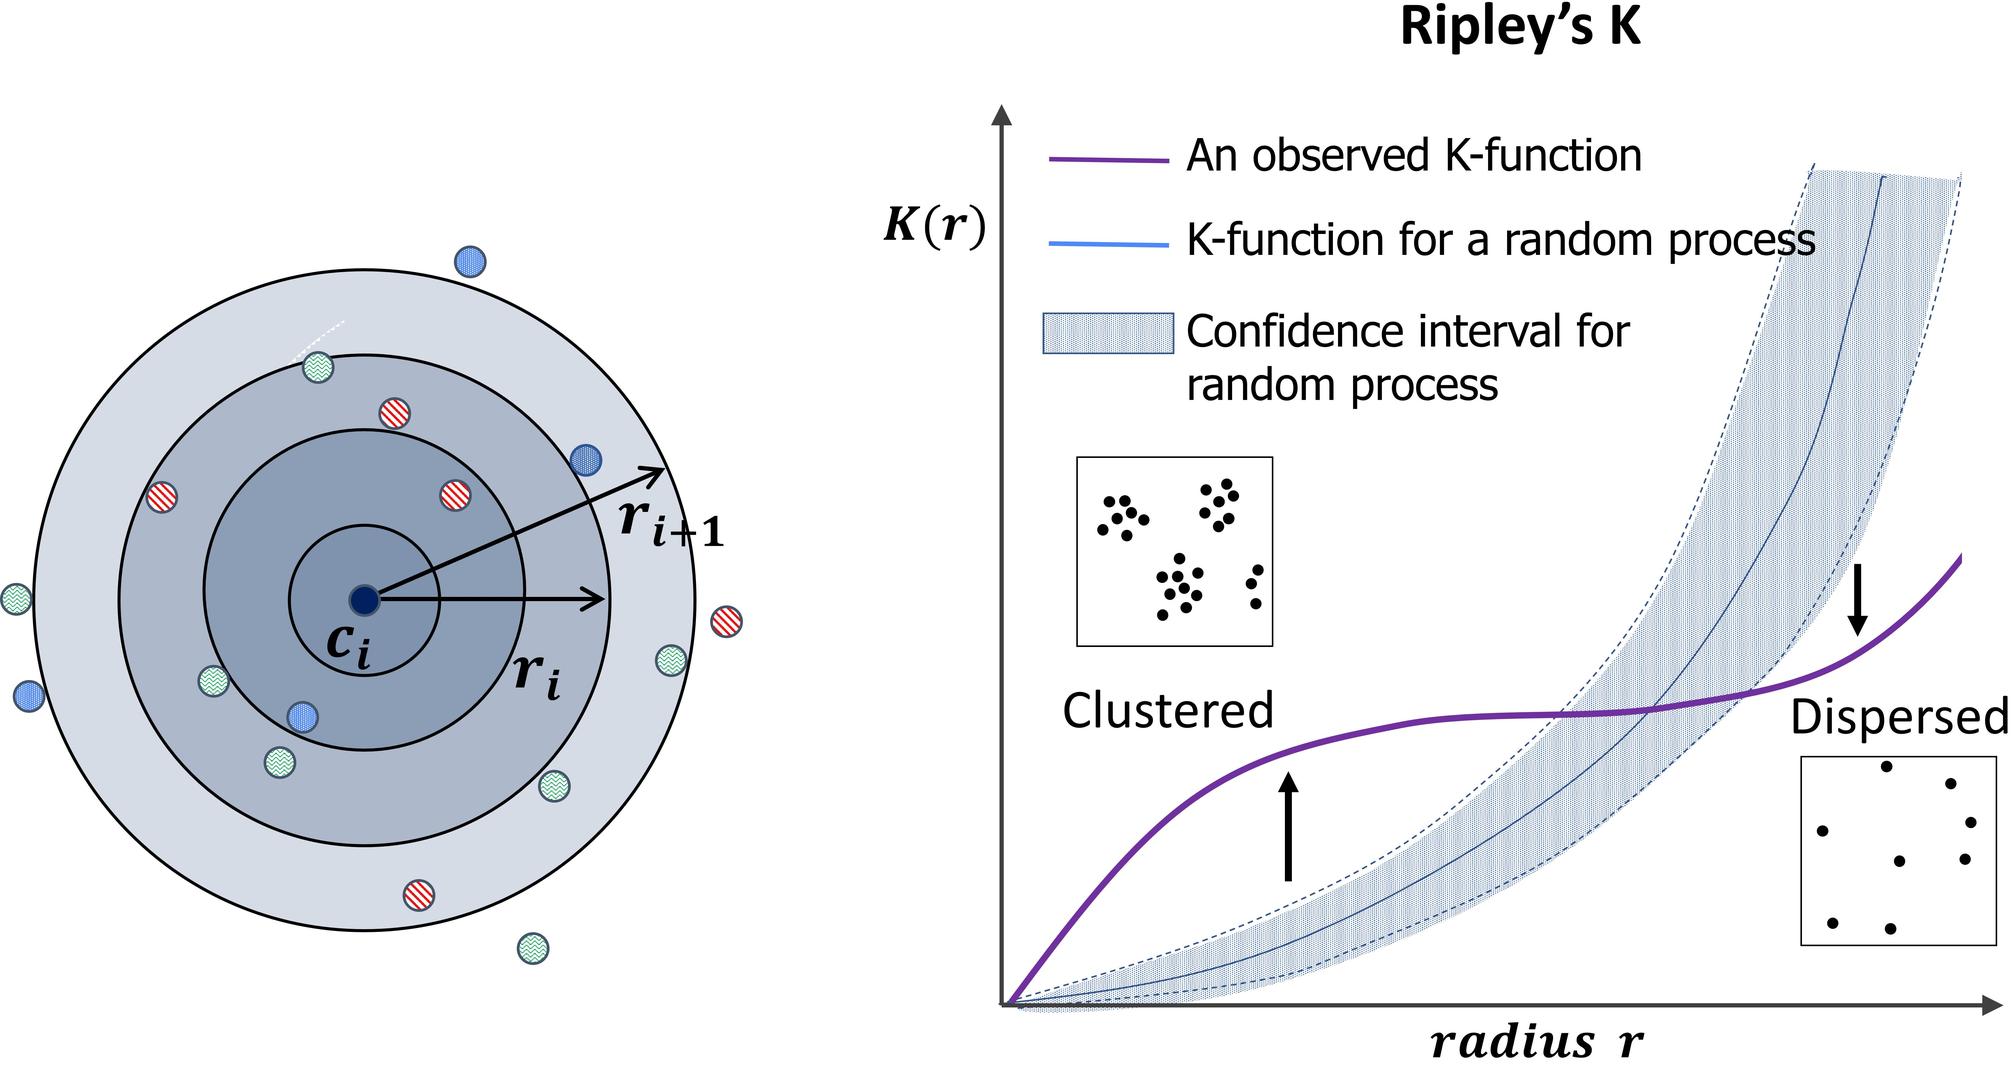 Ripley's K
An observed K-function
K(r)
K-function for a random process
Confidence interval for
random process
r_{i+1}
c_i
r_i
Clustered
Dispersed
radius r